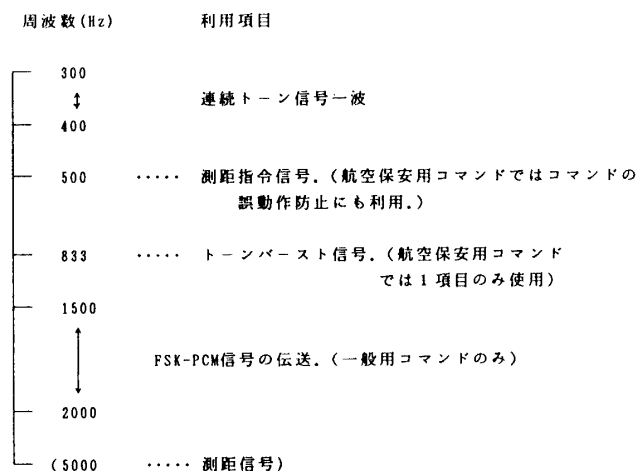 周波数(Hz) 利用項目
300
連続トーン信号一波
400
500 ····· 測距指令信号.(航空保安用コマンドではコマンドの
誤動作防止にも利用.)
833 ····· トーンバースト信号.(航空保安用コマンド
では1項目のみ使用)
1500
FSK-PCM信号の伝送.(一般用コマンドのみ)
2000
(5000 ····· 測距信号)